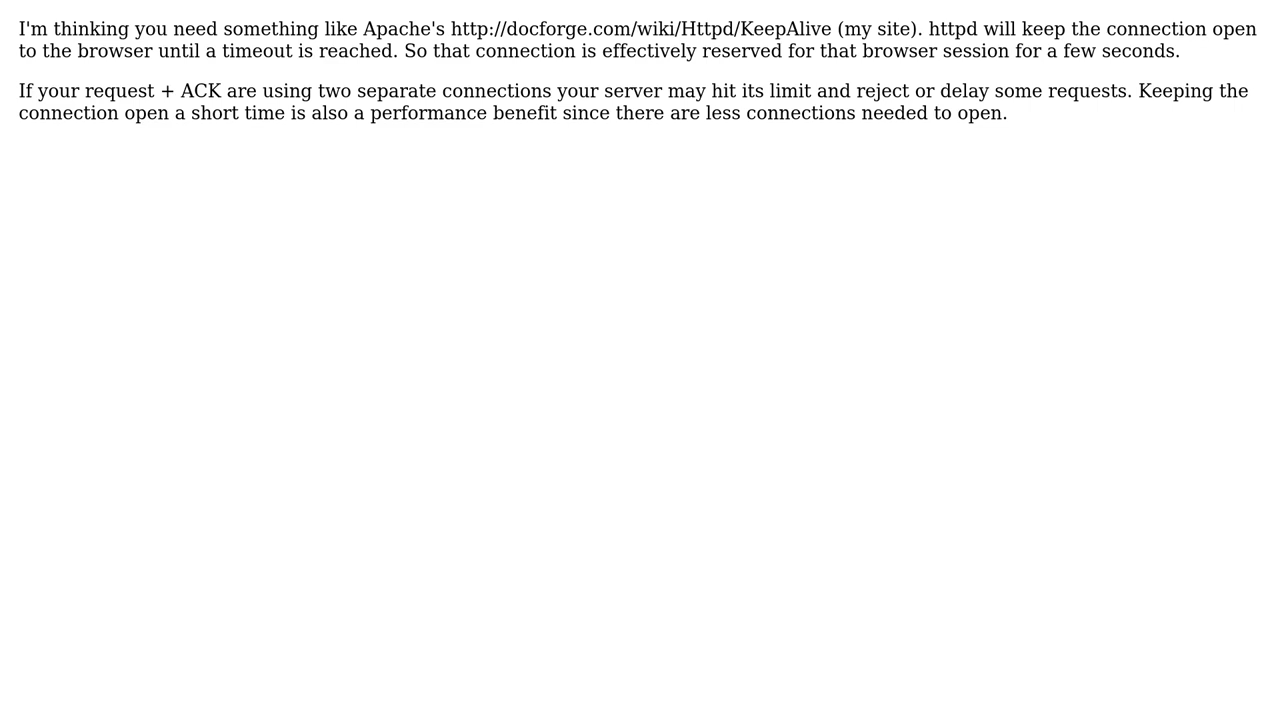 I'm thinking you need something like Apache's http://docforge.com/wiki/Httpd/KeepAlive (my site). httpd will keep the connection open
to the browser until a timeout is reached. So that connection is effectively reserved for that browser session for a few seconds.
If your request + ACK are using two separate connections your server may hit its limit and reject or delay some requests. Keeping the
connection open a short time is also a performance benefit since there are less connections needed to open.